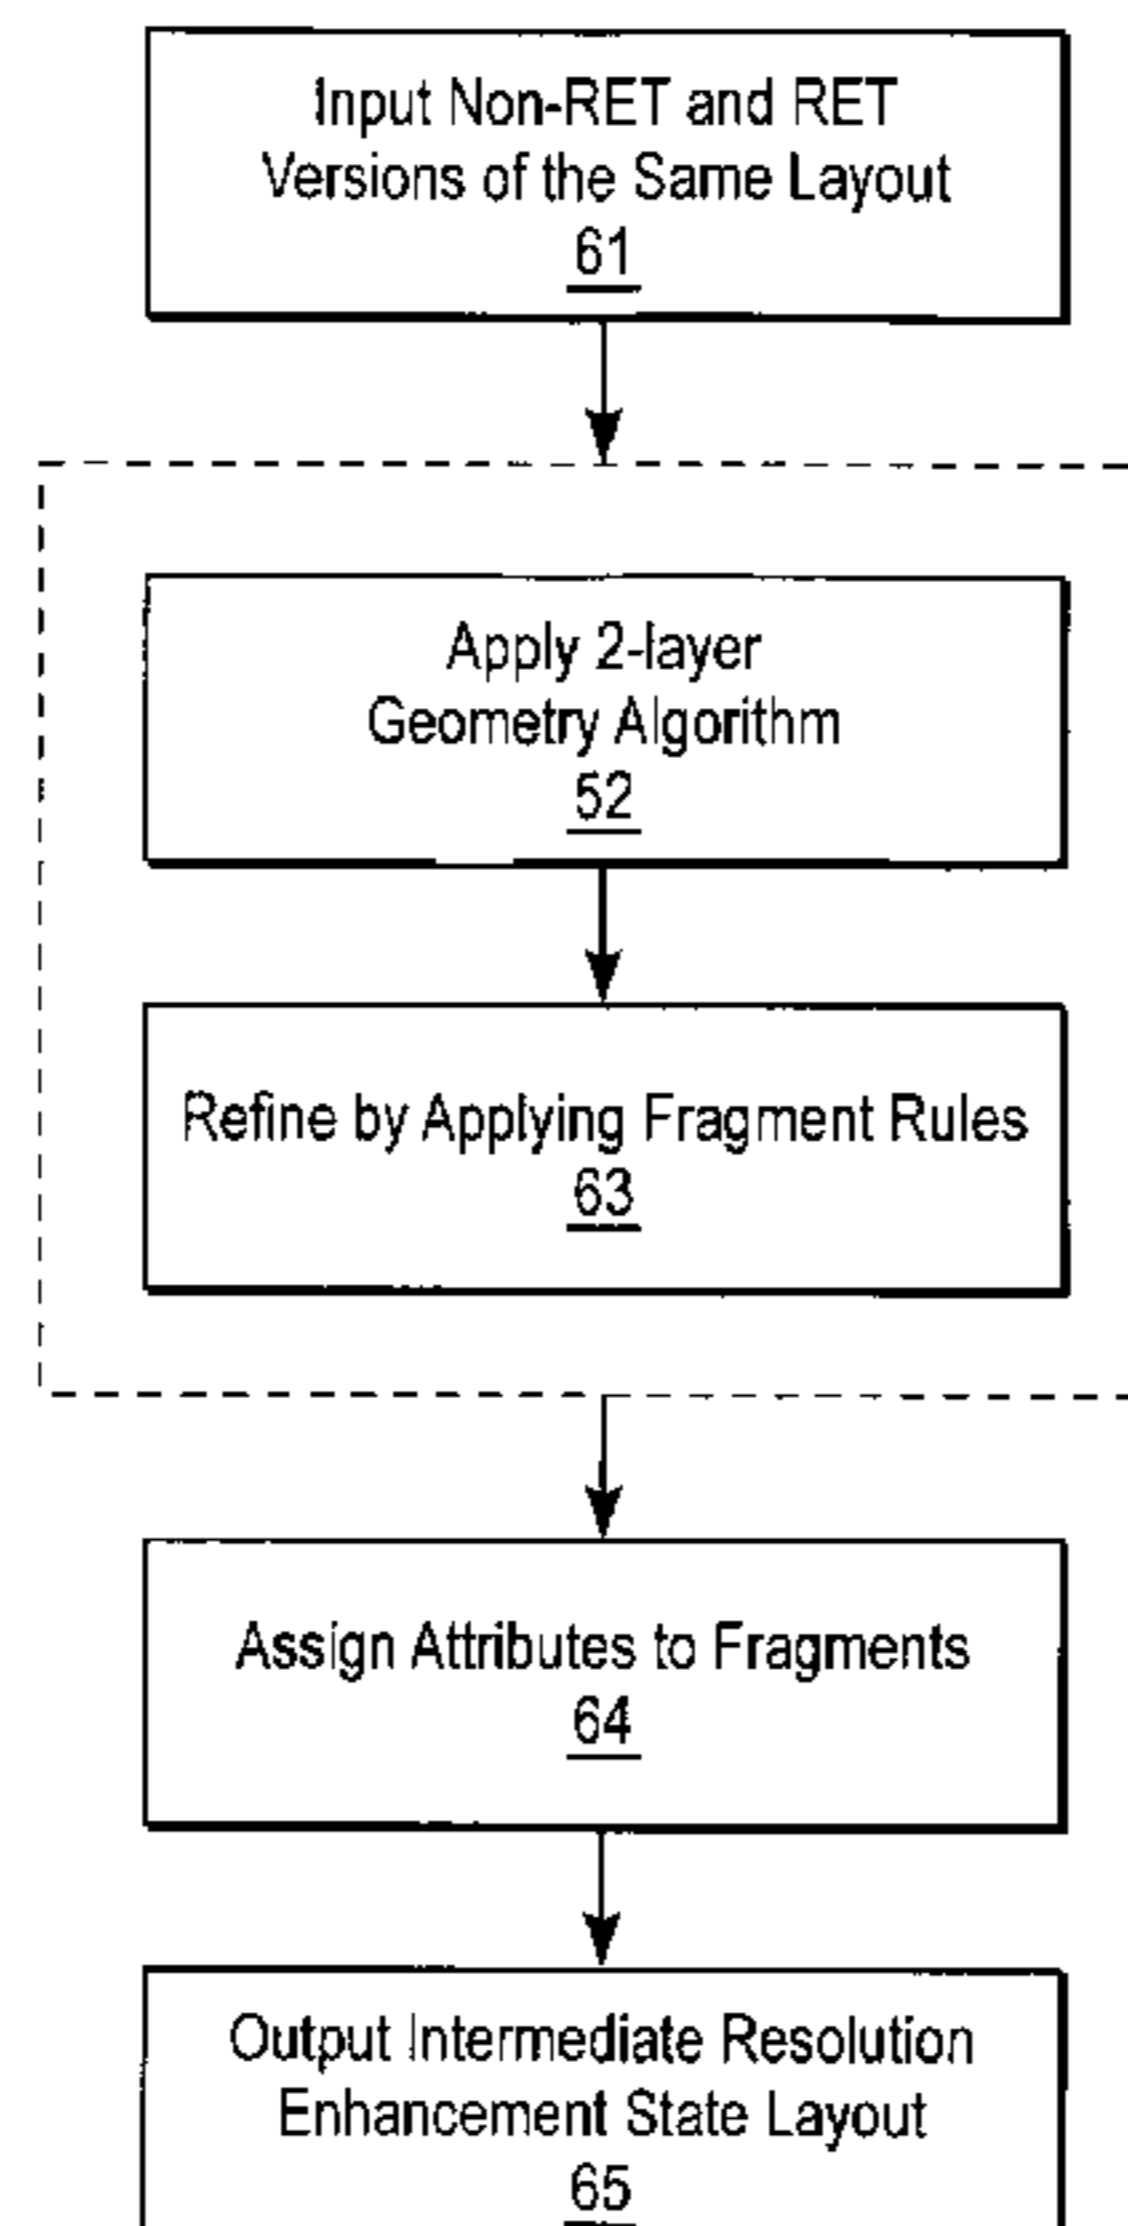 Input Non-RET and RET
Versions of the Same Layout
61
Apply 2-layer
Geometry Algorithm
52
Refine by Applying Fragment Rules
63
Assign Attributes to Fragments
64
Output Intermediate Resolution
Enhancement State Layout
65